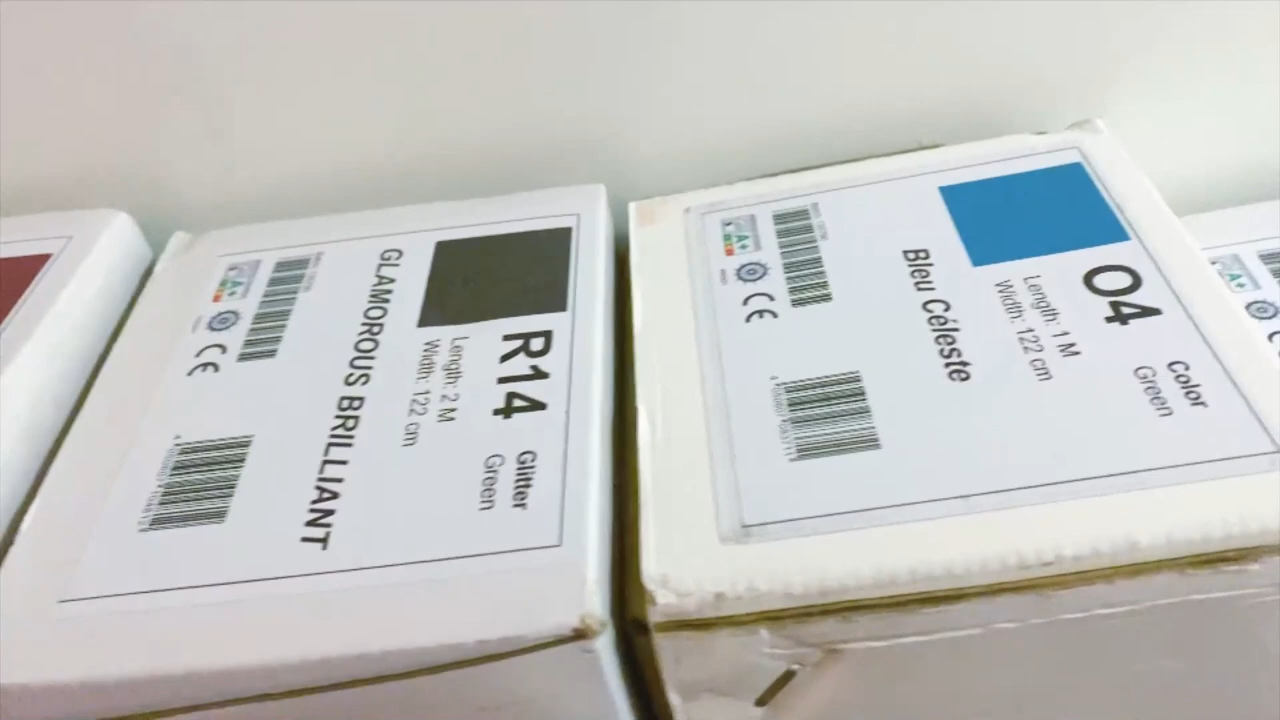 R14
Glitter
Green
Length: 2 M
Width: 122 cm
GLAMOROUS BRILLIANT
A+
CE
O4
Color
Green
Length: 1 M
Width: 122 cm
Bleu Céleste
A+
CE
A+